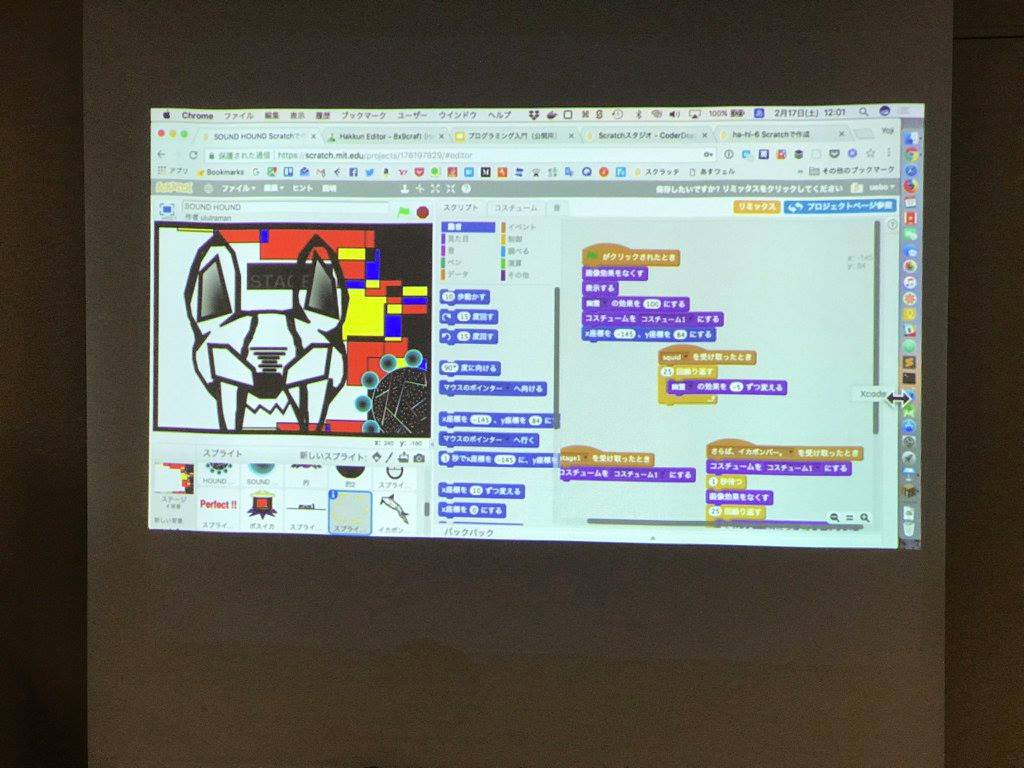 Chrome ファイル 編集 表示 履歴 ブックマーク ユーザー ウインドウ ヘルプ 100% あ 2月17日(土) 12:01
SOUND HOUND Scratchで
Hakkun Editor - 8x9craft
プログラミング入門 (公開用)
Scratchスタジオ - CoderDo
ha-hi-6 Scratchで作成
Yoji
保護された通信 https://scratch.mit.edu/projects/176197829/#editor
アプリ Bookmarks スクラッチ あすウェル その他のブックマーク
ファイル 編集 ヒント 説明 保存したいですか? リミックスをクリックしてください
SOUND HOUND
作者 ulutraman
スクリプト コスチューム 音
リミックス プロジェクトページ参照
動き イベント
見た目 制御
音 調べる
ペン 演算
データ その他
x: -145
y: 84
STAGE
10 歩動かす
15 度回す
15 度回す
90 度に向ける
マウスのポインター へ向ける
x座標を -145 、y座標を 84 に
マウスのポインター へ行く
1 秒でx座標を -145 に、y座標
x座標を 10 ずつ変える
x座標を 0 にする
がクリックされたとき
画像効果をなくす
表示する
幽霊 の効果を 100 にする
コスチュームを コスチューム1 にする
x座標を -145 、y座標を 84 にする
squid を受け取ったとき
25 回繰り返す
幽霊 の効果を -5 ずつ変える
Xcode
stage1 を受け取ったとき
コスチュームを コスチューム1 にする
さらば、イカボンバー。 を受け取ったとき
コスチュームを コスチューム1 にする
1 秒待つ
画像効果をなくす
25 回繰り返す
x: 240 y: -180
スプライト 新しいスプライト:
ステージ
新しい背景
HOUND...
SOUND
的
的2
スプライ...
Perfect !!
スプライ...
ボスイカ
スプライ...
スプライ...
イカボン...
バックパック